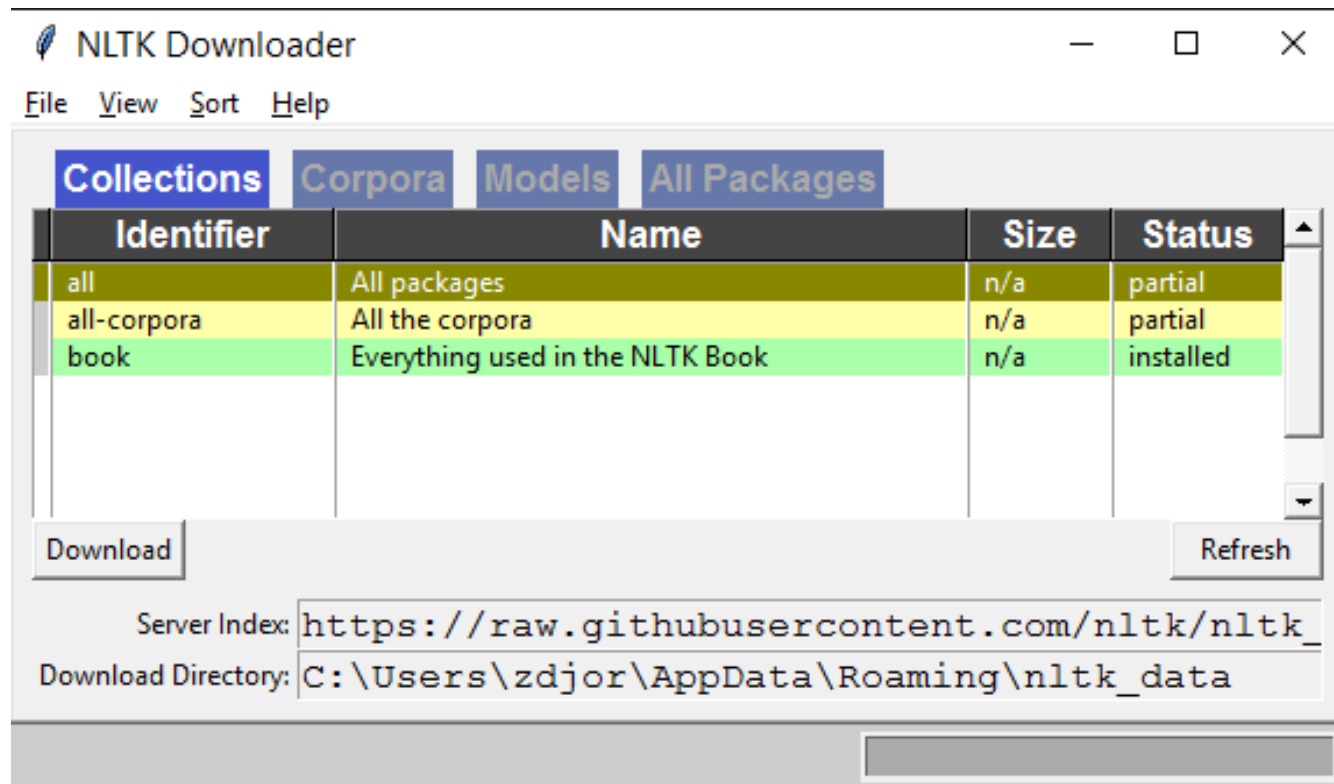 NLTK Downloader
File View Sort Help
Collections Corpora Models All Packages
Identifier Name Size Status
all All packages n/a partial
all-corpora All the corpora n/a partial
book Everything used in the NLTK Book n/a installed
Download Refresh
Server Index: https://raw.githubusercontent.com/nltk/nltk_
Download Directory: C:\Users\zdjor\AppData\Roaming\nltk_data